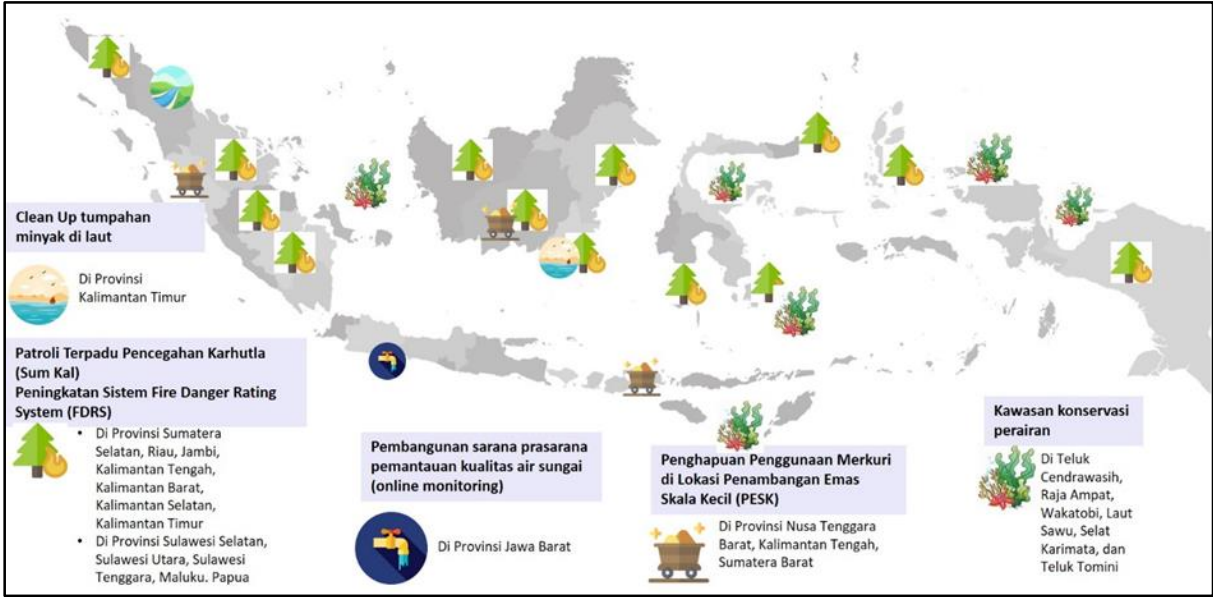 Clean Up tumpahan
minyak di laut
Di Provinsi
Kalimantan Timur
Patroli Terpadu Pencegahan Karhutla
(Sum Kal)
Peningkatan Sistem Fire Danger Rating
System (FDRS)
• Di Provinsi Sumatera
Selatan, Riau, Jambi,
Kalimantan Tengah,
Kalimantan Barat,
Kalimantan Selatan,
Kalimantan Timur
• Di Provinsi Sulawesi Selatan,
Sulawesi Utara, Sulawesi
Tenggara, Maluku. Papua
Pembangunan sarana prasarana
pemantauan kualitas air sungai
(online monitoring)
Di Provinsi Jawa Barat
Penghapuan Penggunaan Merkuri
di Lokasi Penambangan Emas
Skala Kecil (PESK)
Di Provinsi Nusa Tenggara
Barat, Kalimantan Tengah,
Sumatera Barat
Kawasan konservasi
perairan
Di Teluk
Cendrawasih,
Raja Ampat,
Wakatobi, Laut
Sawu, Selat
Karimata, dan
Teluk Tomini